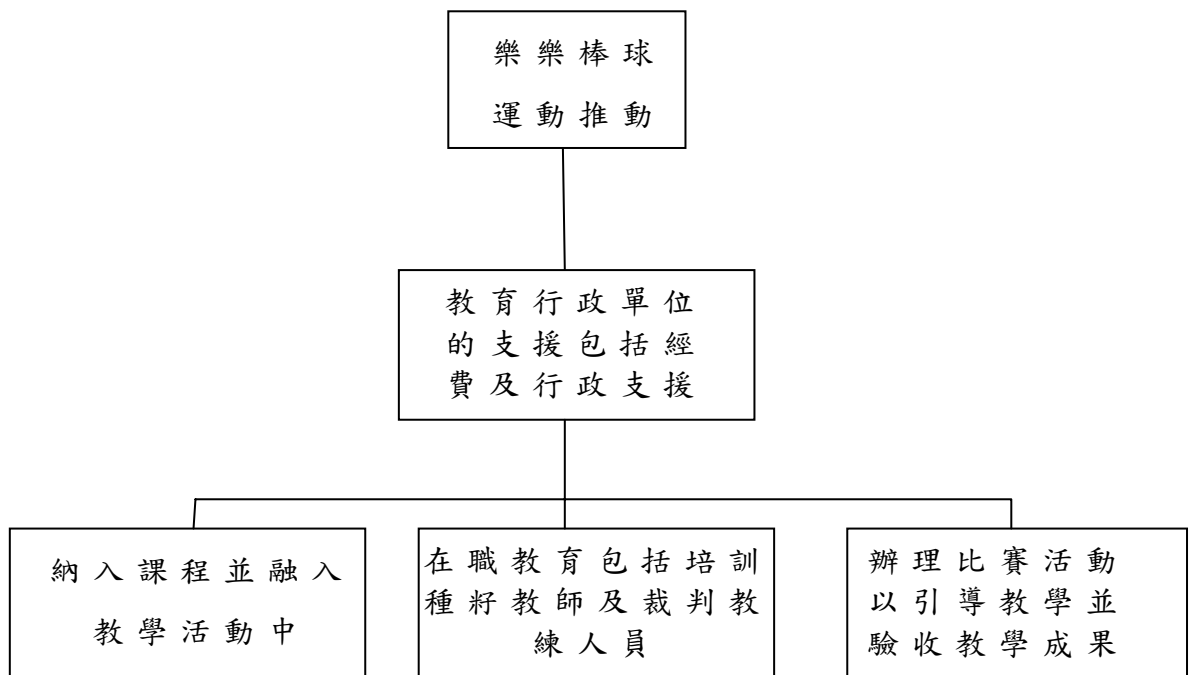 樂樂棒球
運動推動
教育行政單位
的支援包括經
費及行政支援
納入課程並融入
教學活動中
在職教育包括培訓
種籽教師及裁判教
練人員
辦理比賽活動
以引導教學並
驗收教學成果